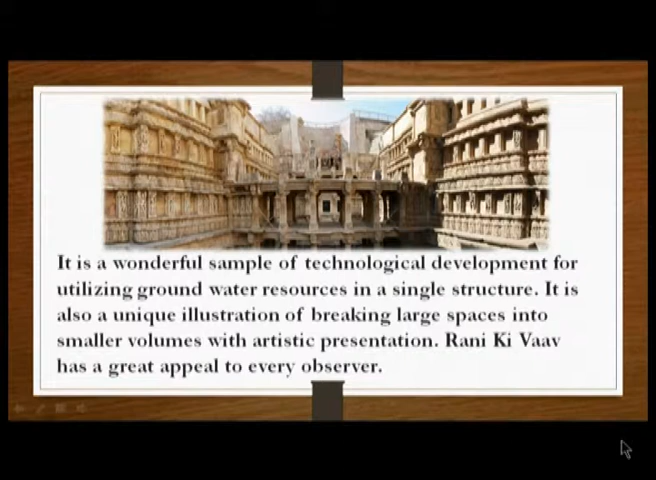 It is a wonderful sample of technological development for
utilizing ground water resources in a single structure. It is
also a unique illustration of breaking large spaces into
smaller volumes with artistic presentation. Rani Ki Vaav
has a great appeal to every observer.